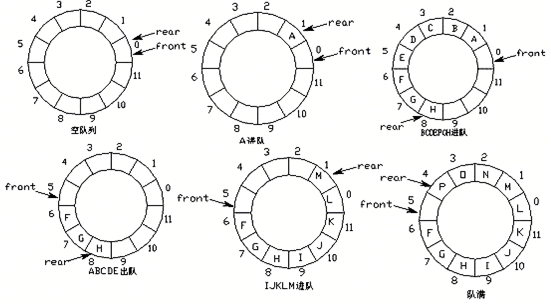 4 3 2 1 0 11 10 9 8 7 6 5
rear
front
空队列
4 3 2 1 0 11 10 9 8 7 6 5
A
rear
front
A进队
4 3 2 1 0 11 10 9 8 7 6 5
A B C D E F G H
front
rear
BCDEFGH进队
4 3 2 1 0 11 10 9 8 7 6 5
F G H
front
rear
ABCDE出队
4 3 2 1 0 11 10 9 8 7 6 5
F G H I J K L M
rear
front
IJKLM进队
4 3 2 1 0 11 10 9 8 7 6 5
F G H I J K L M N O P
rear
front
队满